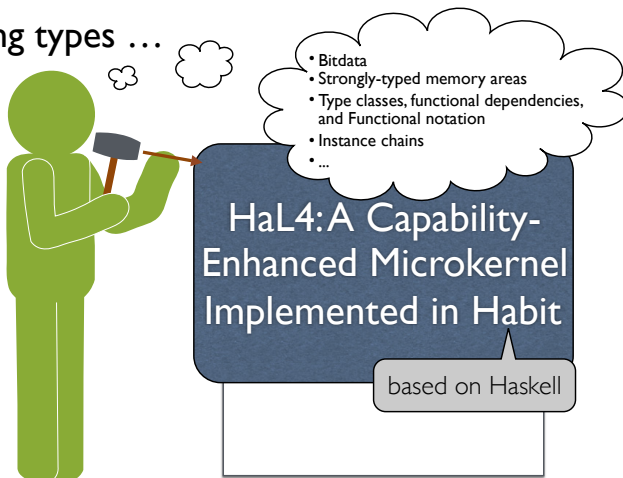 ng types …
• Bitdata
• Strongly-typed memory areas
• Type classes, functional dependencies,
and Functional notation
• Instance chains
• ...
HaL4: A Capability-
Enhanced Microkernel
Implemented in Habit
based on Haskell